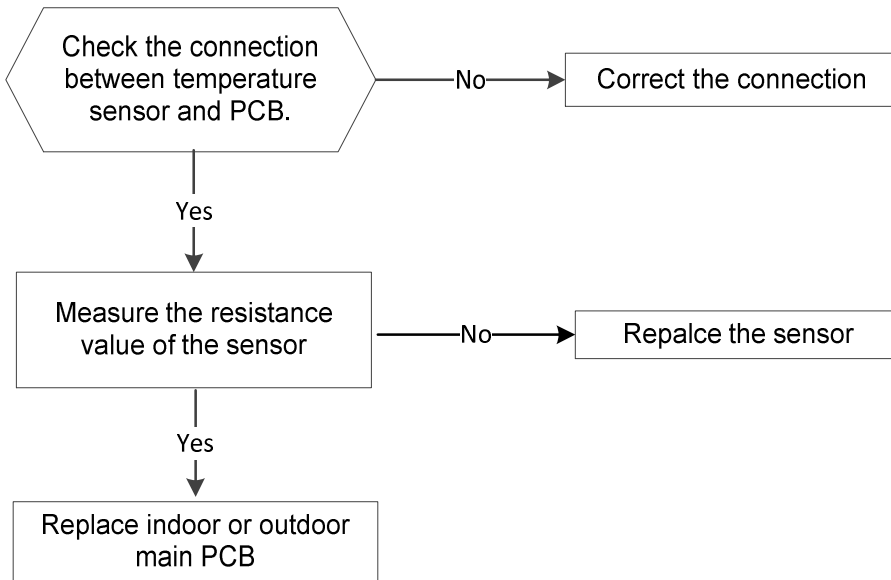 Check the connection
between temperature
sensor and PCB.
No
Correct the connection
Yes
Measure the resistance
value of the sensor
No
Repalce the sensor
Yes
Replace indoor or outdoor
main PCB